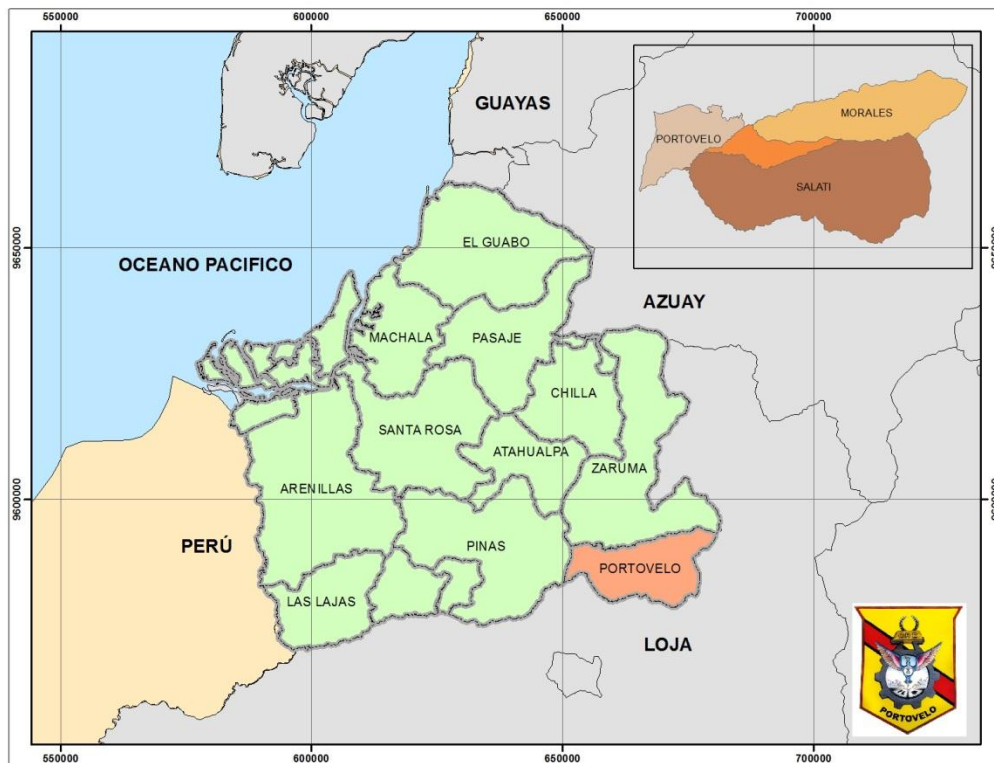 550000
600000
650000
700000
GUAYAS
MORALES
PORTOVELO
SALATI
EL GUABO
9650000
OCEANO PACIFICO
AZUAY
MACHALA
PASAJE
CHILLA
SANTA ROSA
ATAHUALPA
ZARUMA
ARENILLAS
9600000
PERÚ
PINAS
PORTOVELO
LAS LAJAS
LOJA
PORTOVELO
550000
600000
650000
700000